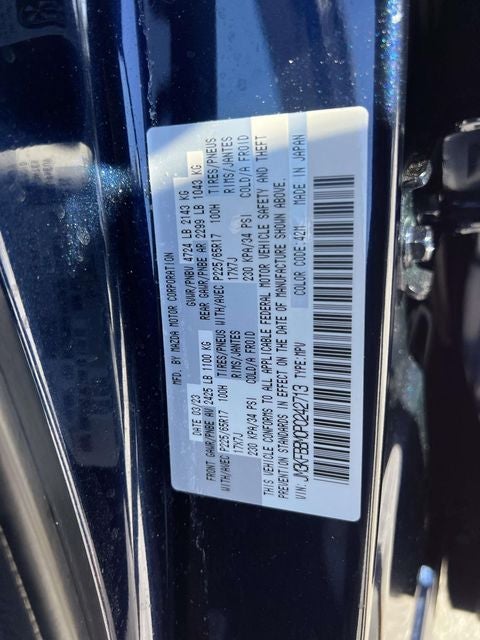 MFD. BY MAZDA MOTOR CORPORATION
DATE 03/23 GVWR/PNBV 4724 LB 2143 KG
FRONT GAWR/PNBE AV 2425 LB 1100 KG REAR GAWR/PNBE AR 2299 LB 1043 KG
WITH/AVEC P225/65R17 100H TIRES/PNEUS WITH/AVEC P225/65R17 100H TIRES/PNEUS
17X7J RIMS/JANTES 17X7J RIMS/JANTES
230 KPA/34 PSI COLD/A FROID 230 KPA/34 PSI COLD/A FROID
THIS VEHICLE CONFORMS TO ALL APPLICABLE FEDERAL MOTOR VEHICLE SAFETY AND THEFT
PREVENTION STANDARDS IN EFFECT ON THE DATE OF MANUFACTURE SHOWN ABOVE.
COLOR CODE:42M MADE IN JAPAN
VIN: JM3KFBBM0P0242713 TYPE:MPV